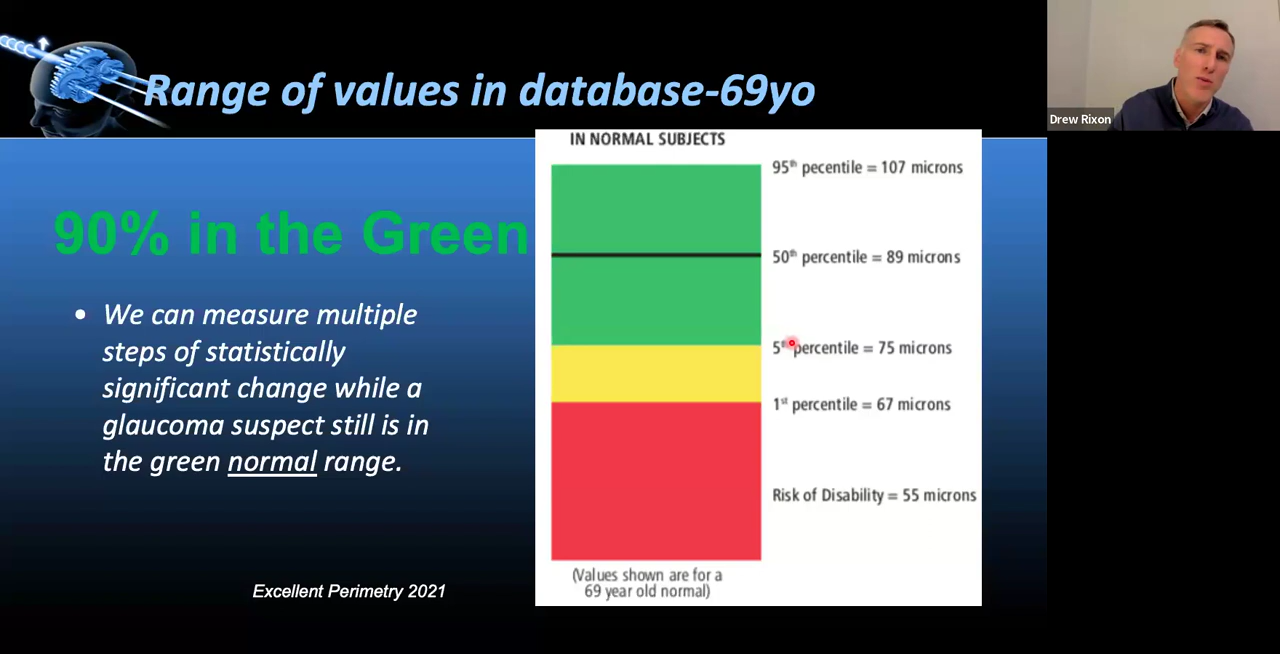 Range of values in database-69yo
Drew Rixon
90% in the Green
• We can measure multiple
steps of statistically
significant change while a
glaucoma suspect still is in
the green normal range.
Excellent Perimetry 2021
IN NORMAL SUBJECTS
95th pecentile = 107 microns
50th percentile = 89 microns
5th percentile = 75 microns
1st percentile = 67 microns
Risk of Disability = 55 microns
(Values shown are for a
69 year old normal)